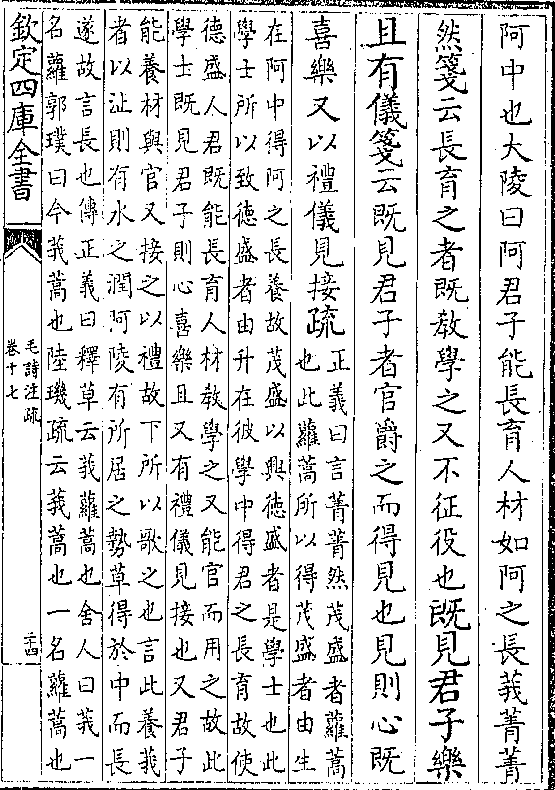 阿中也大陵曰阿君子能長育人材如阿之長莪菁菁
然箋云長育之者既教學之又不征役也既見君子樂
且有儀箋云既見君子者官爵之而得見也見則心既
喜樂又以禮儀見接疏
正義曰言菁菁然茂盛者蘿蒿
也此蘿蒿所以得茂盛者由生
在阿中得阿之長養故茂盛以興德盛者是學士也此
學士所以致德盛者由升在彼學中得君之長育故使
德盛人君既能長育人材教學之又能官而用之故此
學士既見君子則心喜樂且又有禮儀見接也又君子
能養材與官又接之以禮故下所以歌之也言此養莪
者以沚則有水之潤阿陵有所居之勢草得於中而長
遂故言長也傳正義曰釋草云莪蘿蒿也舍人曰莪一
名蘿郭璞曰今莪蒿也陸璣疏云莪蒿也一名蘿蒿也
欽定四庫全書
毛詩注疏
卷十七
二十四